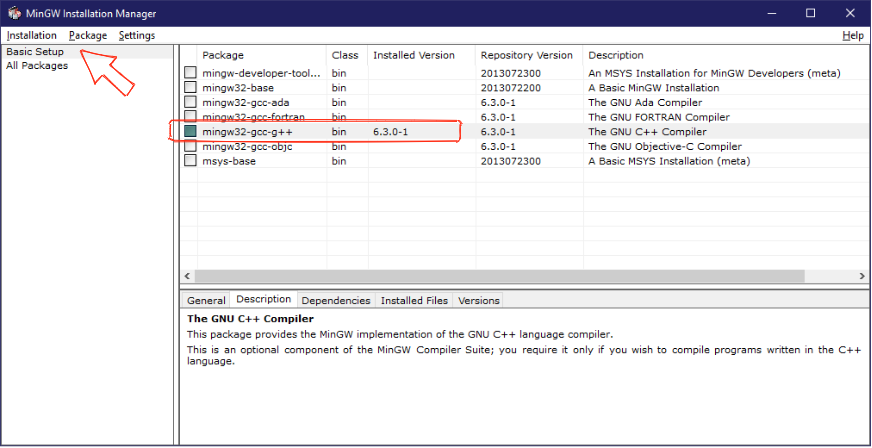 MinGW Installation Manager
Installation Package Settings Help
Basic Setup
All Packages
Package Class Installed Version Repository Version Description
mingw-developer-tool... bin 2013072300 An MSYS Installation for MinGW Developers (meta)
mingw32-base bin 2013072200 A Basic MinGW Installation
mingw32-gcc-ada bin 6.3.0-1 The GNU Ada Compiler
mingw32-gcc-fortran bin 6.3.0-1 The GNU FORTRAN Compiler
mingw32-gcc-g++ bin 6.3.0-1 6.3.0-1 The GNU C++ Compiler
mingw32-gcc-objc bin 6.3.0-1 The GNU Objective-C Compiler
msys-base bin 2013072300 A Basic MSYS Installation (meta)
General Description Dependencies Installed Files Versions
The GNU C++ Compiler
This package provides the MinGW implementation of the GNU C++ language compiler.
This is an optional component of the MinGW Compiler Suite; you require it only if you wish to compile programs written in the C++
language.